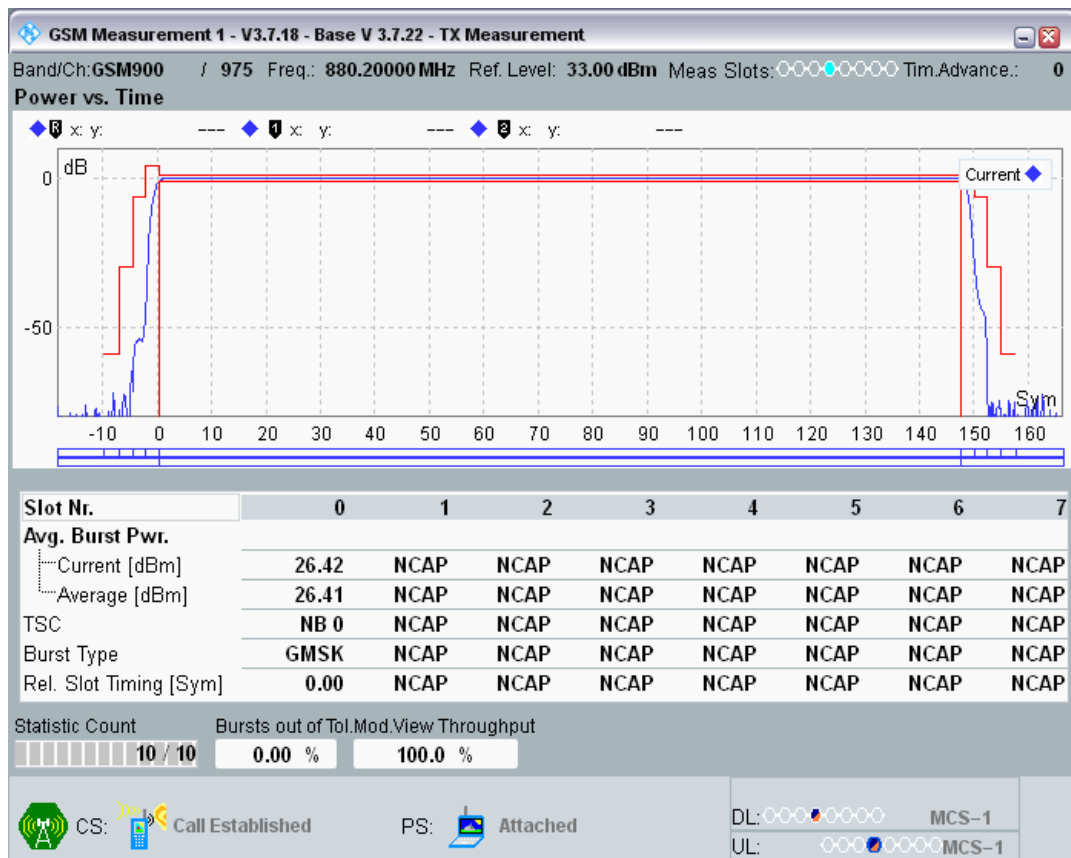 GSM Measurement 1 - V3.7.18 - Base V 3.7.22 - TX Measurement
Band/Ch:GSM900 / 975 Freq.: 880.20000 MHz Ref. Level: 33.00 dBm Meas Slots: Tim.Advance.: 0
Power vs. Time
R x: y: --- 1 x: y: --- 2 x: y: ---
dB
0
Current
-50
Sym
-10 0 10 20 30 40 50 60 70 80 90 100 110 120 130 140 150 160
Slot Nr. 0 1 2 3 4 5 6 7
Avg. Burst Pwr.
Current [dBm] 26.42 NCAP NCAP NCAP NCAP NCAP NCAP NCAP
Average [dBm] 26.41 NCAP NCAP NCAP NCAP NCAP NCAP NCAP
TSC NB 0 NCAP NCAP NCAP NCAP NCAP NCAP NCAP
Burst Type GMSK NCAP NCAP NCAP NCAP NCAP NCAP NCAP
Rel. Slot Timing [Sym] 0.00 NCAP NCAP NCAP NCAP NCAP NCAP NCAP
Statistic Count Bursts out of Tol.Mod.View Throughput
10 / 10 0.00 % 100.0 %
CS: Call Established PS: Attached
DL: MCS-1
UL: MCS-1